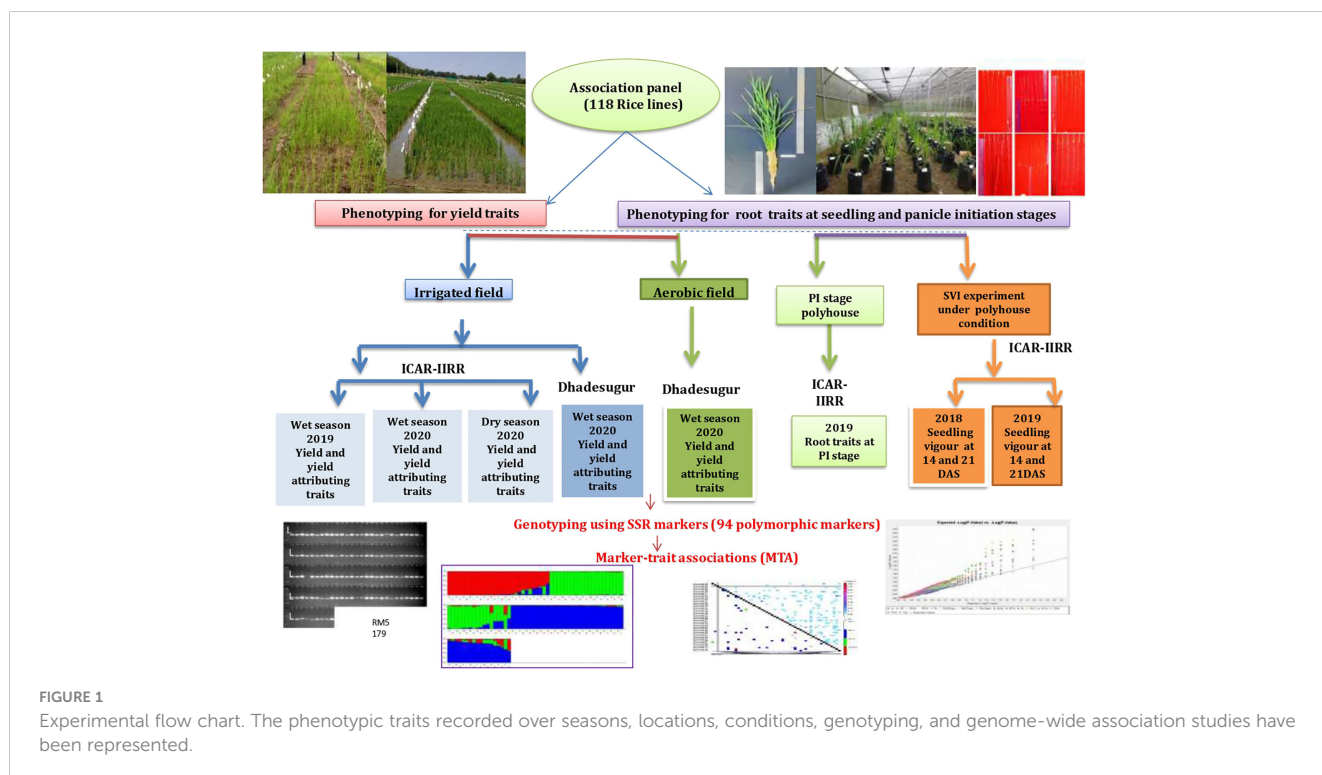 Association panel
(118 Rice lines)
Phenotyping for yield traits
Phenotyping for root traits at seedling and panicle initiation stages
Irrigated field
Aerobic field
PI stage
polyhouse
SVI experiment
under polyhouse
condition
ICAR-IIRR
Dhadesugur
Dhadesugur
ICAR-
IIRR
ICAR-IIRR
Wet season
2019
Yield and
yield
attributing
traits
Wet season
2020
Yield and
yield
attributing
traits
Dry season
2020
Yield and
yield
attributing
traits
Wet season
2020
Yield and
yield
attributing
traits
Wet season
2020
Yield and
yield
attributing
traits
2019
Root traits at
PI stage
2018
Seedling
vigour at
14 and 21
DAS
2019
Seedling
vigour at
14 and 21DAS
Genotyping using SSR markers (94 polymorphic markers)
Marker-trait associations (MTA)
RM5
179
Expected -Log(P-Value) vs. -Log(P-Value)
FIGURE 1
Experimental flow chart. The phenotypic traits recorded over seasons, locations, conditions, genotyping, and genome-wide association studies have
been represented.